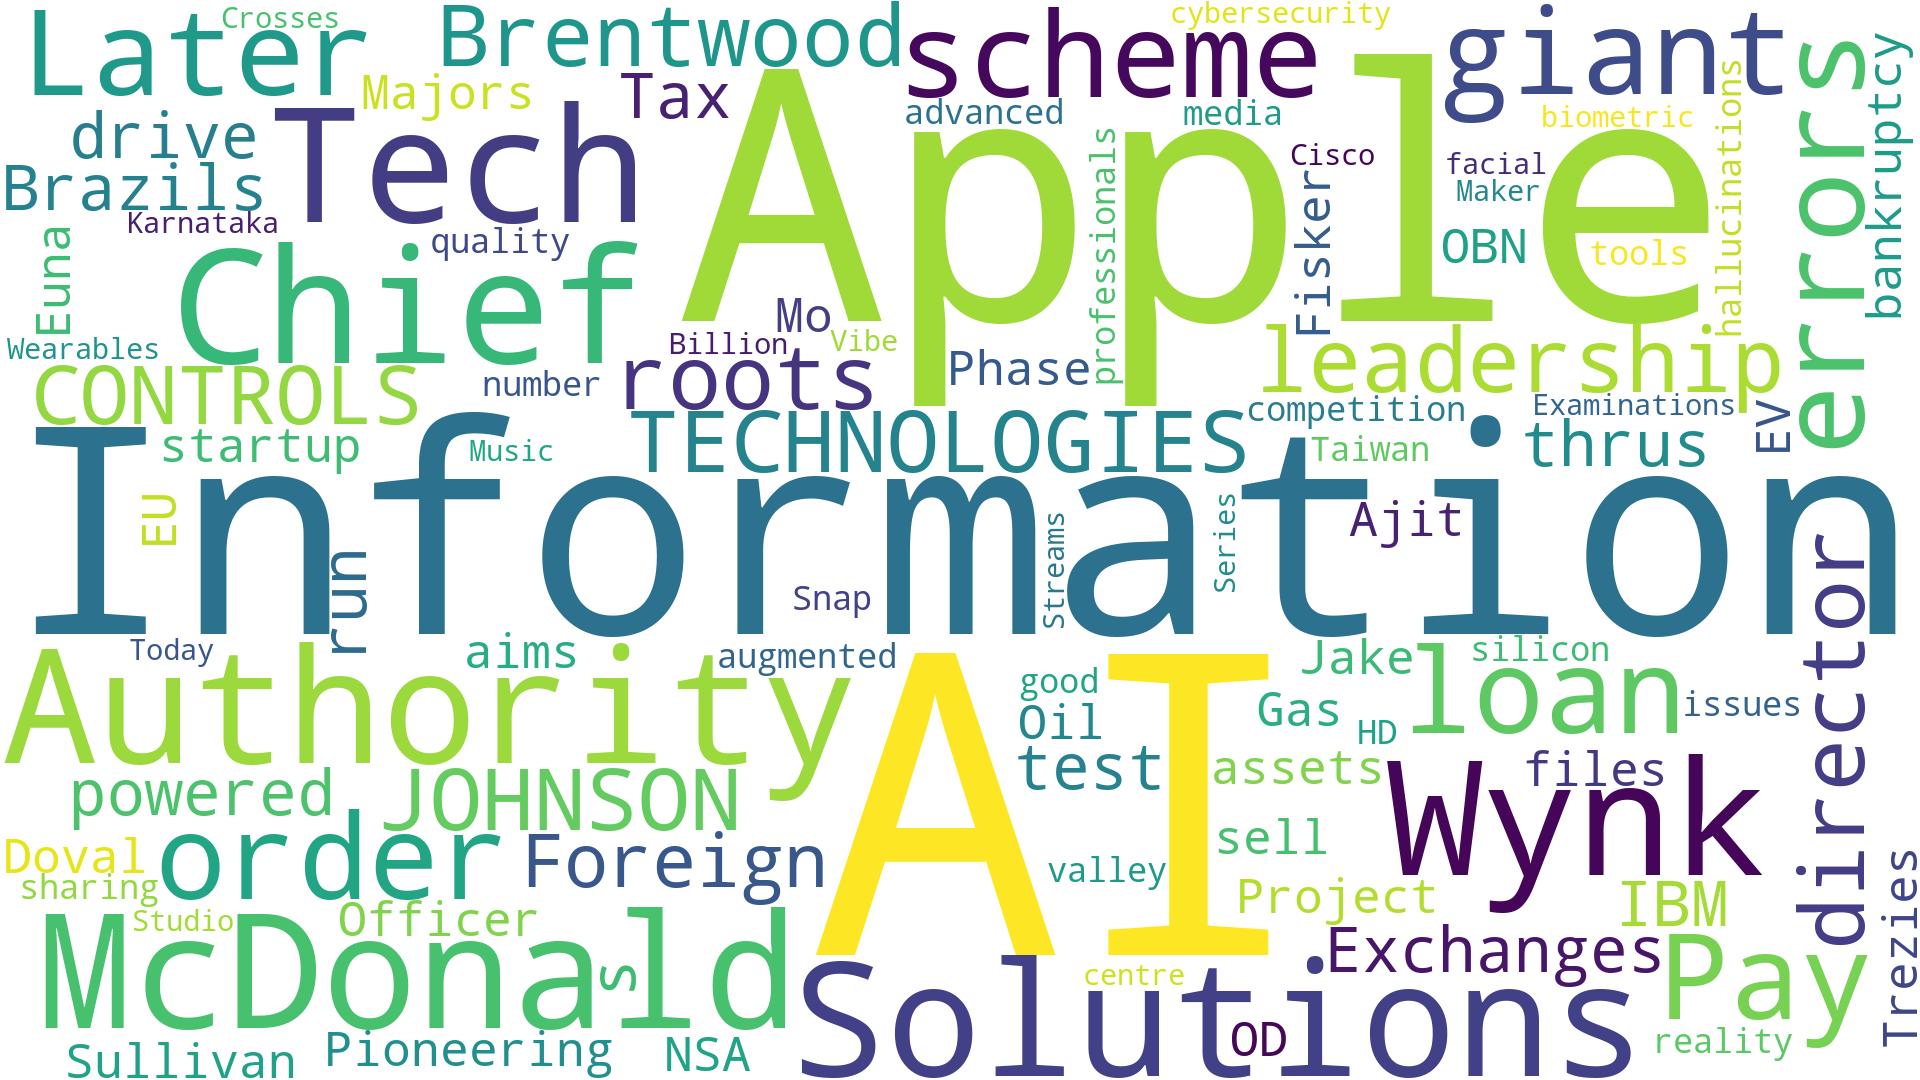 Crosses
Later
Brentwood
cybersecurity
scheme
giant
errors
bankruptcy
Majors
Tax
Apple
advanced
media
biometric
hallucinations
drive
Tech
professionals
Cisco
facial
Maker
Brazils
Karnataka
quality
Fisker
OBN
tools
Euna
Chief
Mo
Wearables
Billion
Vibe
roots
Phase
leadership
CONTROLS
number
competition
Examinations
EV
startup
Music
TECHNOLOGIES
Taiwan
thrus
Information
EU
run
Snap
Streams
Series
Ajit
director
Today
aims
augmented
AI
good
Jake
silicon
Authority
Oil
Gas
HD
loan
issues
powered
JOHNSON
test
assets
Wynk
files
Doval
order
Foreign
valley
sell
sharing
Project
IBM
Trezies
Studio
Officer
McDonald
s
centre
Exchanges
Pay
Solutions
OD
reality
Sullivan
Pioneering
NSA